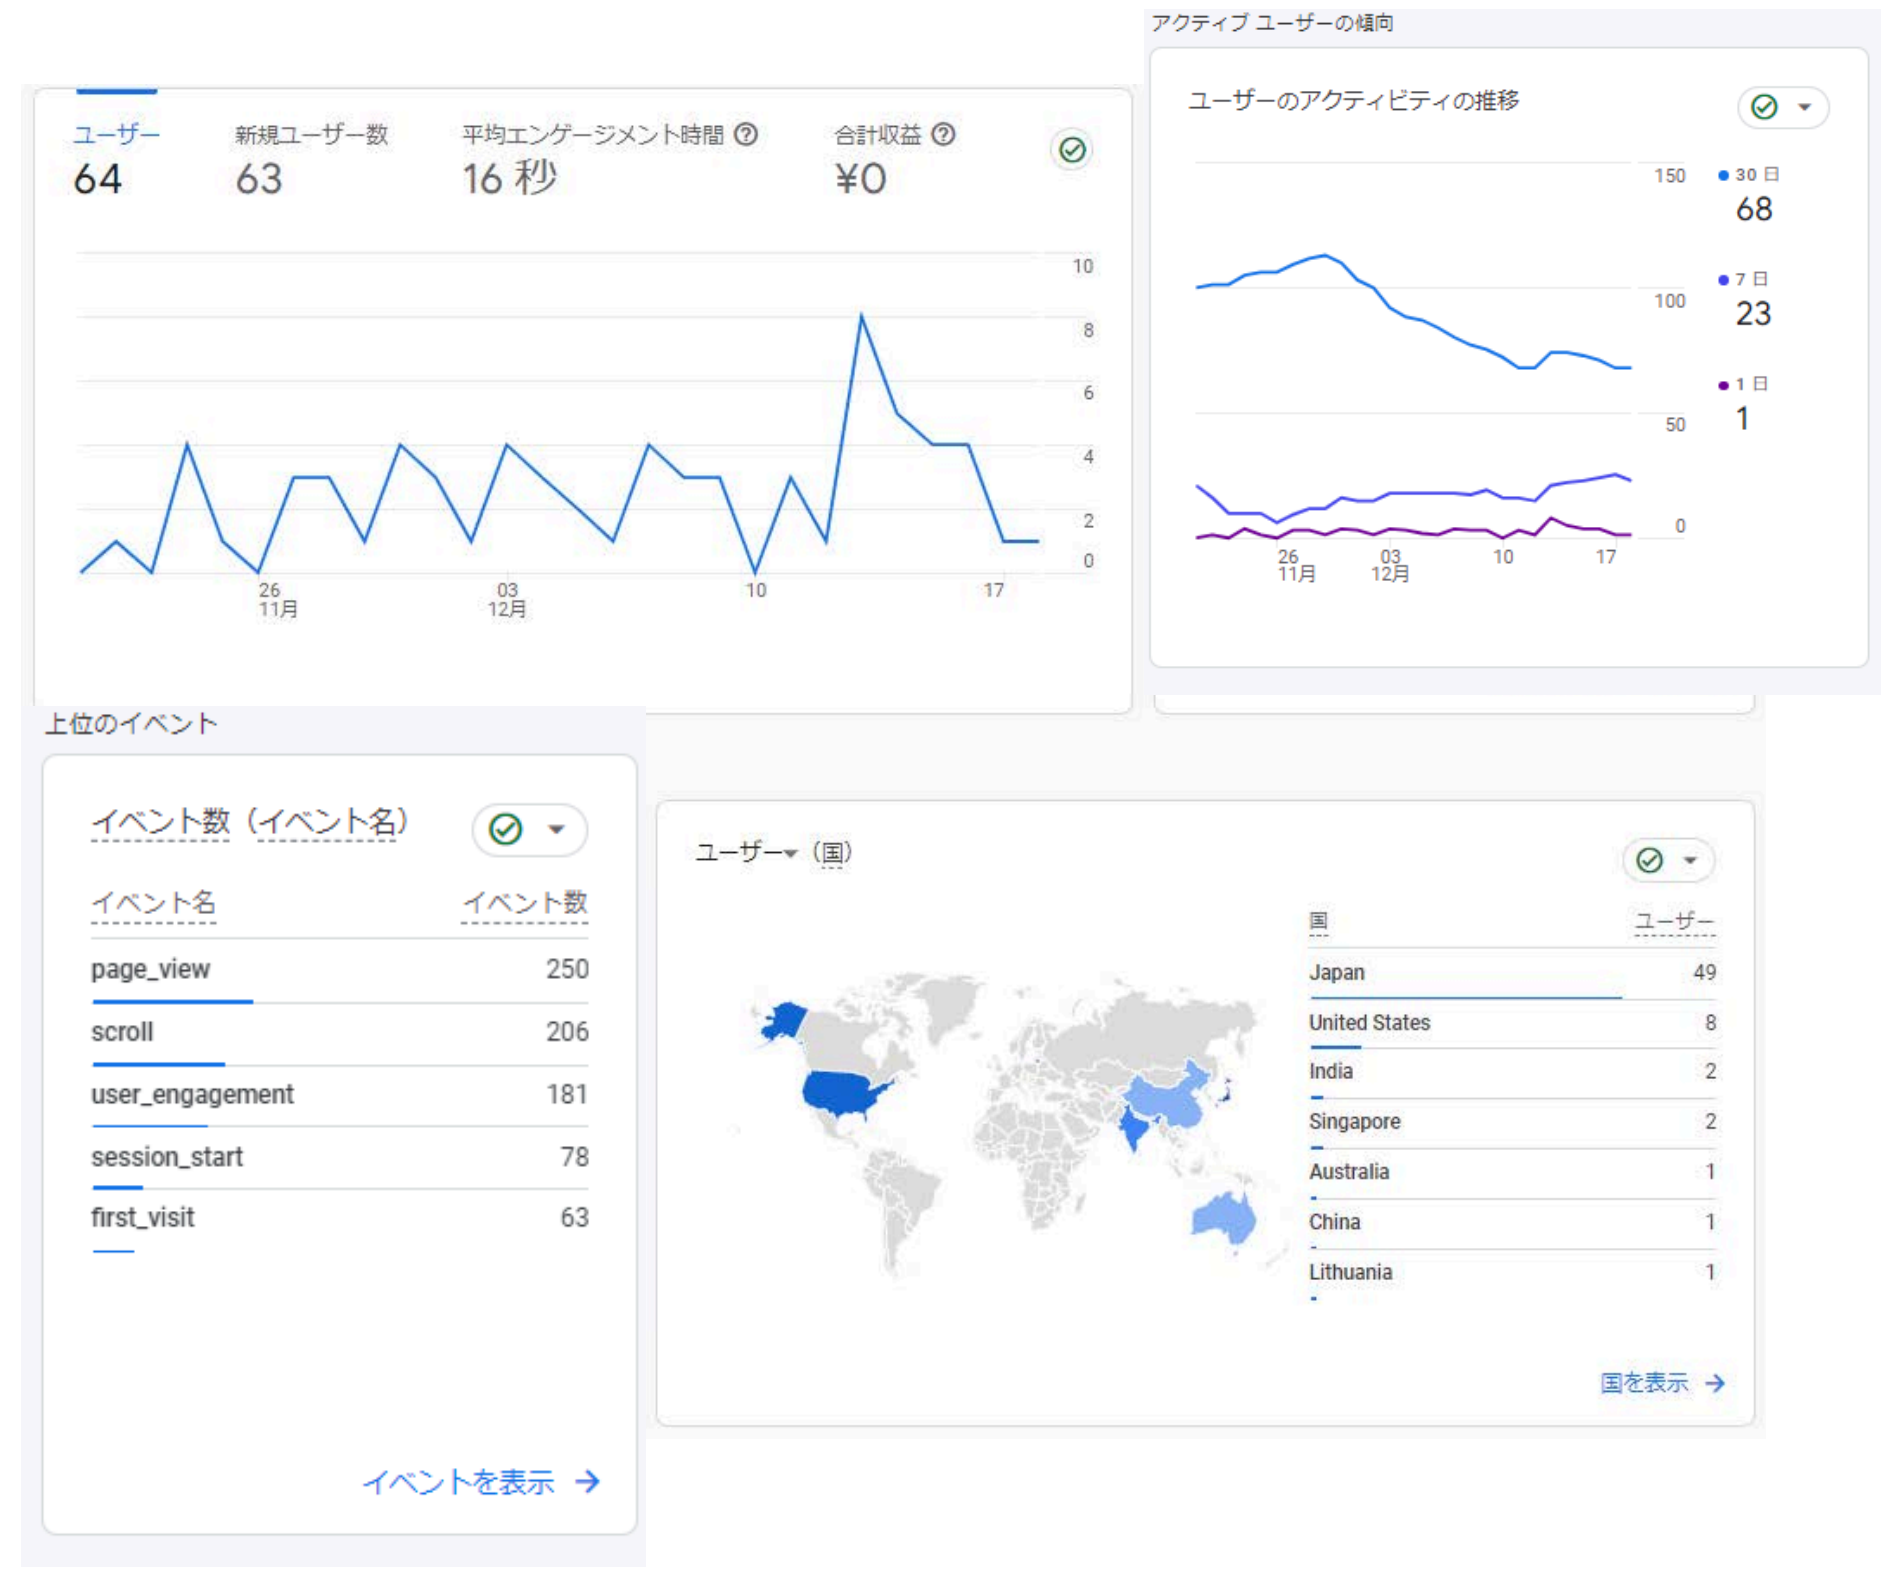 アクティブ ユーザーの傾向
ユーザー 新規ユーザー数 平均エンゲージメント時間 合計収益
64 63 16 秒 ¥0
10
8
6
4
2
0
26 03 10 17
11月 12月
ユーザーのアクティビティの推移
150
100
50
0
26 03 10 17
11月 12月
30 日
68
7 日
23
1 日
1
上位のイベント
イベント数（イベント名）
イベント名 イベント数
page_view 250
scroll 206
user_engagement 181
session_start 78
first_visit 63
イベントを表示 →
ユーザー（国）
国 ユーザー
Japan 49
United States 8
India 2
Singapore 2
Australia 1
China 1
Lithuania 1
国を表示 →